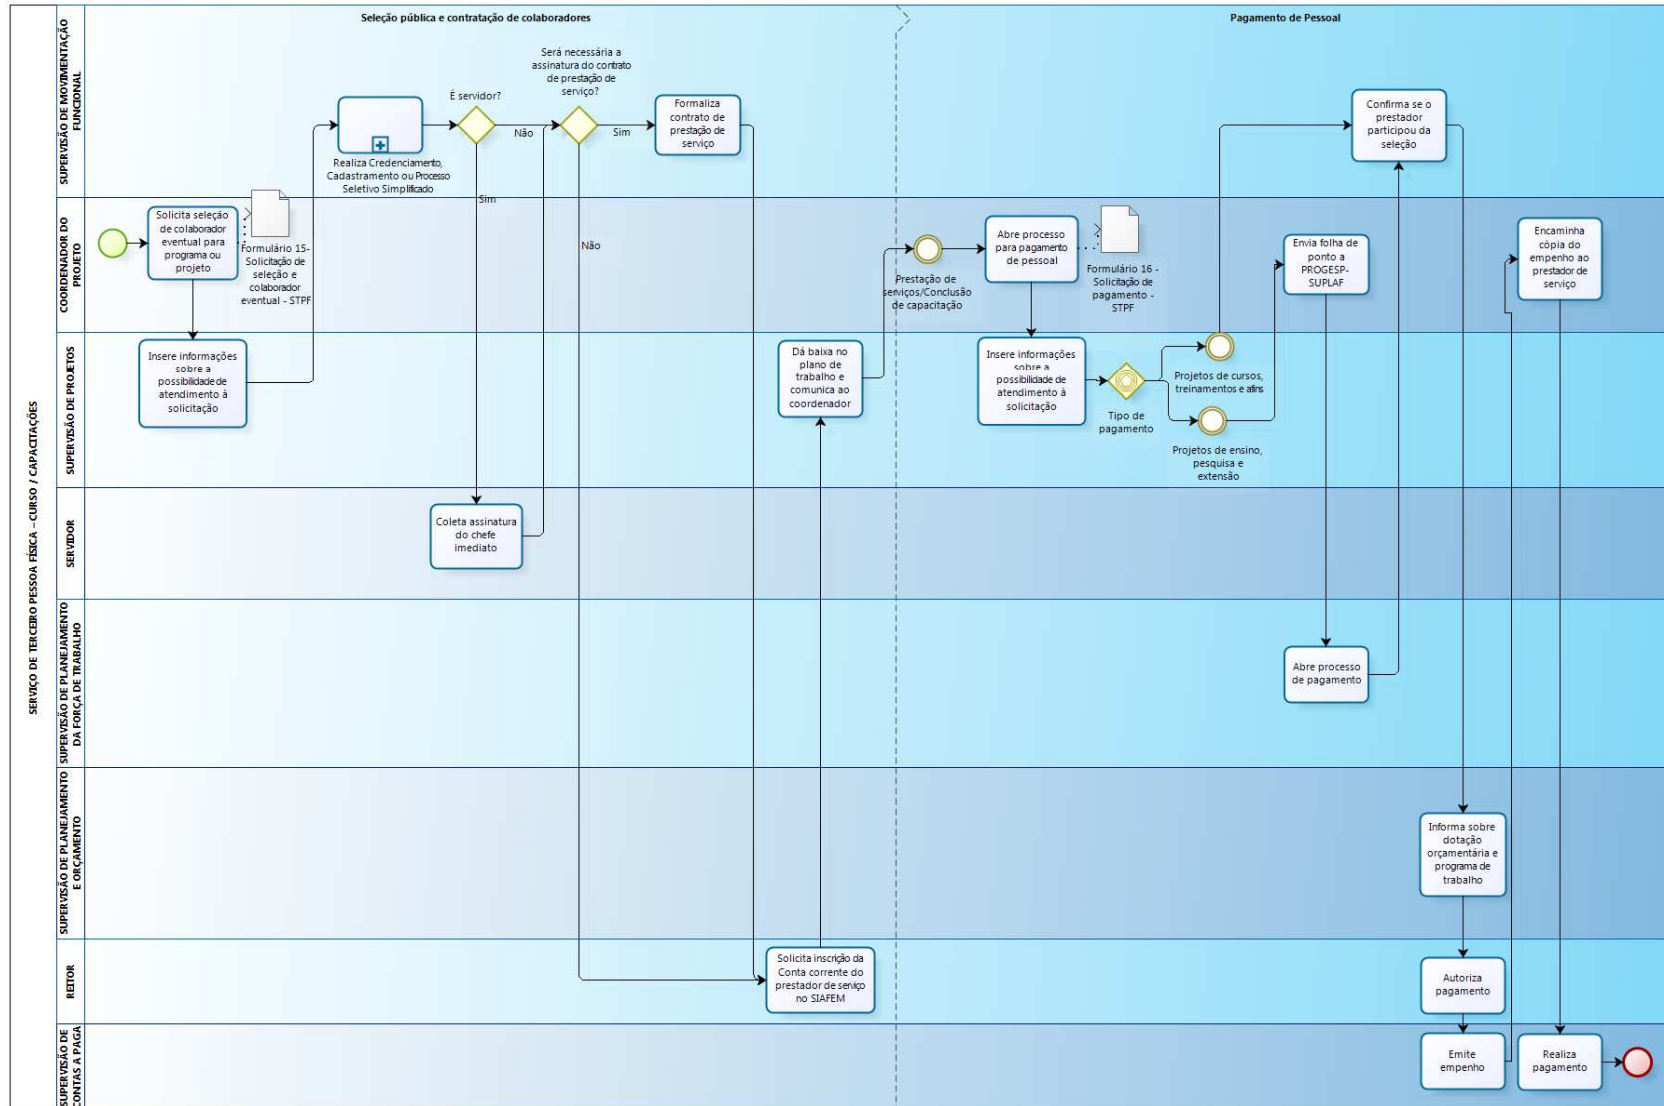 Seleção pública e contratação de colaboradores
Pagamento de Pessoal
SERVIÇO DE TERCEIRO PESSOA FÍSICA – CURSO / CAPACITAÇÕES
SUPERVISÃO DE MOVIMENTAÇÃO
FUNCIONAL
É servidor?
Será necessária a
assinatura do contrato
de prestação de
serviço?
Realiza Credenciamento,
Cadastramento ou Processo
Seletivo Simplificado
Não
Sim
Sim
Não
Formaliza
contrato de
prestação de
serviço
Confirma se o
prestador
participou da
seleção
COORDENADOR DO
PROJETO
Solicita seleção
de colaborador
eventual para
programa ou
projeto
Formulário 15-
Solicitação de
seleção e
colaborador
eventual - STPF
Prestação de
serviços/Conclusão
de capacitação
Abre processo
para pagamento
de pessoal
Formulário 16 -
Solicitação de
pagamento -
STPF
Envia folha de
ponto a
PROGESP-
SUPLAF
Encaminha
cópia do
empenho ao
prestador de
serviço
SUPERVISÃO DE PROJETOS
Insere informações
sobre a
possibilidade de
atendimento à
solicitação
Dá baixa no
plano de
trabalho e
comunica ao
coordenador
Insere informações
sobre a
possibilidade de
atendimento à
solicitação
Tipo de
pagamento
Projetos de cursos,
treinamentos e afins
Projetos de ensino,
pesquisa e
extensão
SERVIDOR
Coleta assinatura
do chefe
imediato
SUPERVISÃO DE PLANEJAMENTO
DA FORÇA DE TRABALHO
Abre processo
de pagamento
SUPERVISÃO DE PLANEJAMENTO
E ORÇAMENTO
Informa sobre
dotação
orçamentária e
programa de
trabalho
REITOR
Solicita inscrição da
Conta corrente do
prestador de serviço
no SIAFEM
Autoriza
pagamento
SUPERVISÃO DE
CONTAS A PAGA
Emite
empenho
Realiza
pagamento